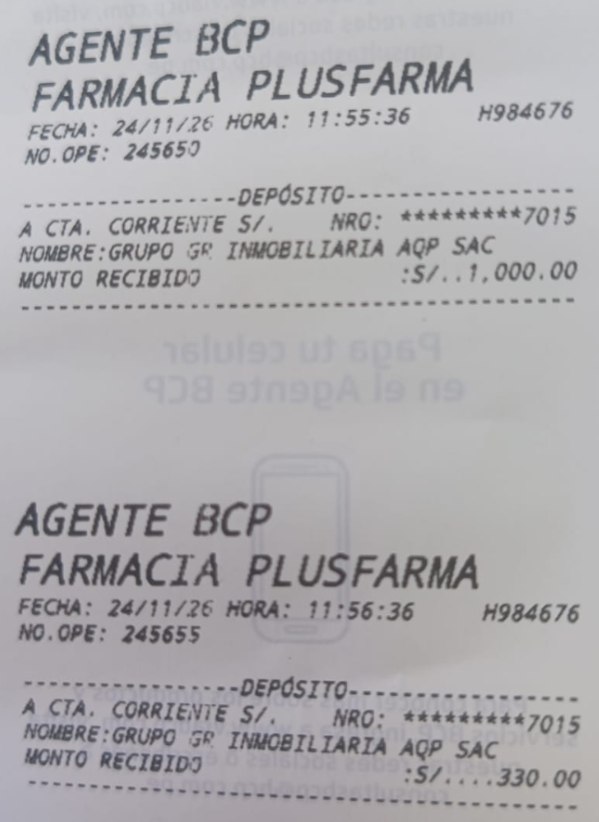 AGENTE BCP
FARMACIA PLUSFARMA
FECHA: 24/11/26 HORA: 11:55:36 H984676
NO.OPE: 245650
-----------------DEPÓSITO-----------------
A CTA. CORRIENTE S/. NRO: *********7015
NOMBRE:GRUPO GR INMOBILIARIA AQP SAC
MONTO RECIBIDO :S/..1,000.00
------------------------------------------
Paga tu celular
en el Agente BCP
AGENTE BCP
FARMACIA PLUSFARMA
FECHA: 24/11/26 HORA: 11:56:36 H984676
NO.OPE: 245655
-----------------DEPÓSITO-----------------
A CTA. CORRIENTE S/. NRO: *********7015
NOMBRE:GRUPO GR INMOBILIARIA AQP SAC
MONTO RECIBIDO :S/....330.00
------------------------------------------